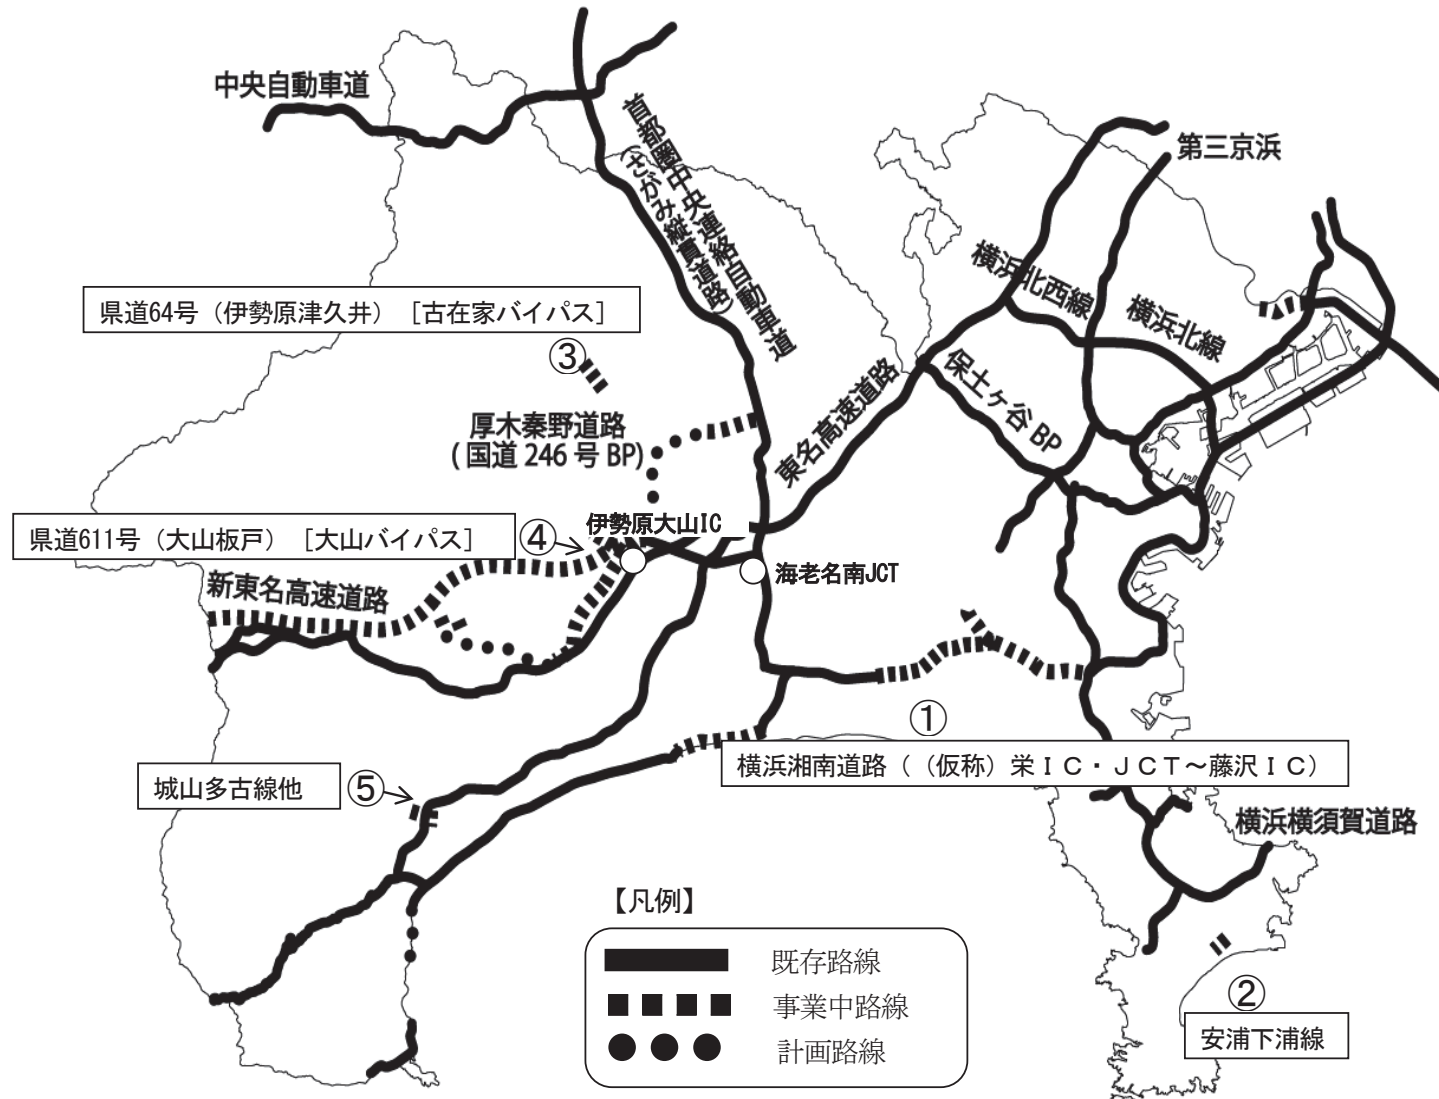 中央自動車道
首都圏中央連絡自動車道
(さがみ縦貫道路)
第三京浜
横浜北西線
横浜北線
県道64号（伊勢原津久井）［古在家バイパス］
③
保土ヶ谷BP
東名高速道路
厚木秦野道路
(国道246号BP)
伊勢原大山IC
県道611号（大山板戸）［大山バイパス］
④
海老名南JCT
新東名高速道路
①
横浜湘南道路（（仮称）栄ＩＣ・ＪＣＴ～藤沢ＩＣ）
城山多古線他
⑤
横浜横須賀道路
【凡例】
既存路線
事業中路線
計画路線
②
安浦下浦線